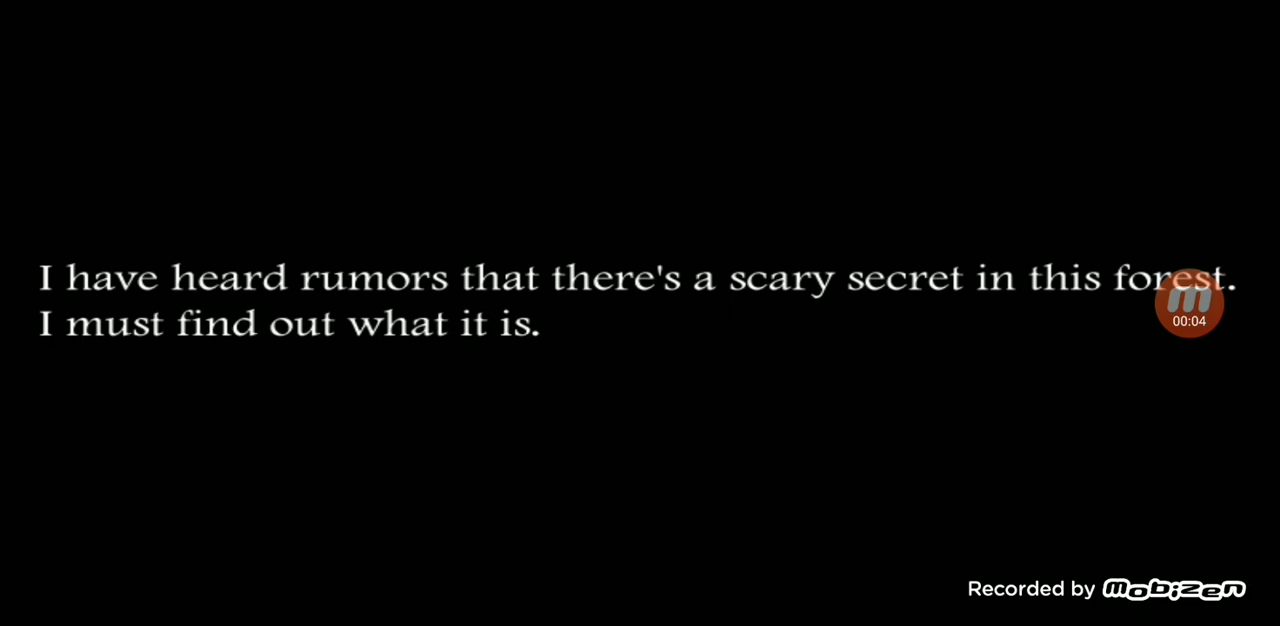 I have heard rumors that there's a scary secret in this forest.
I must find out what it is.
00:04
Recorded by mobizen